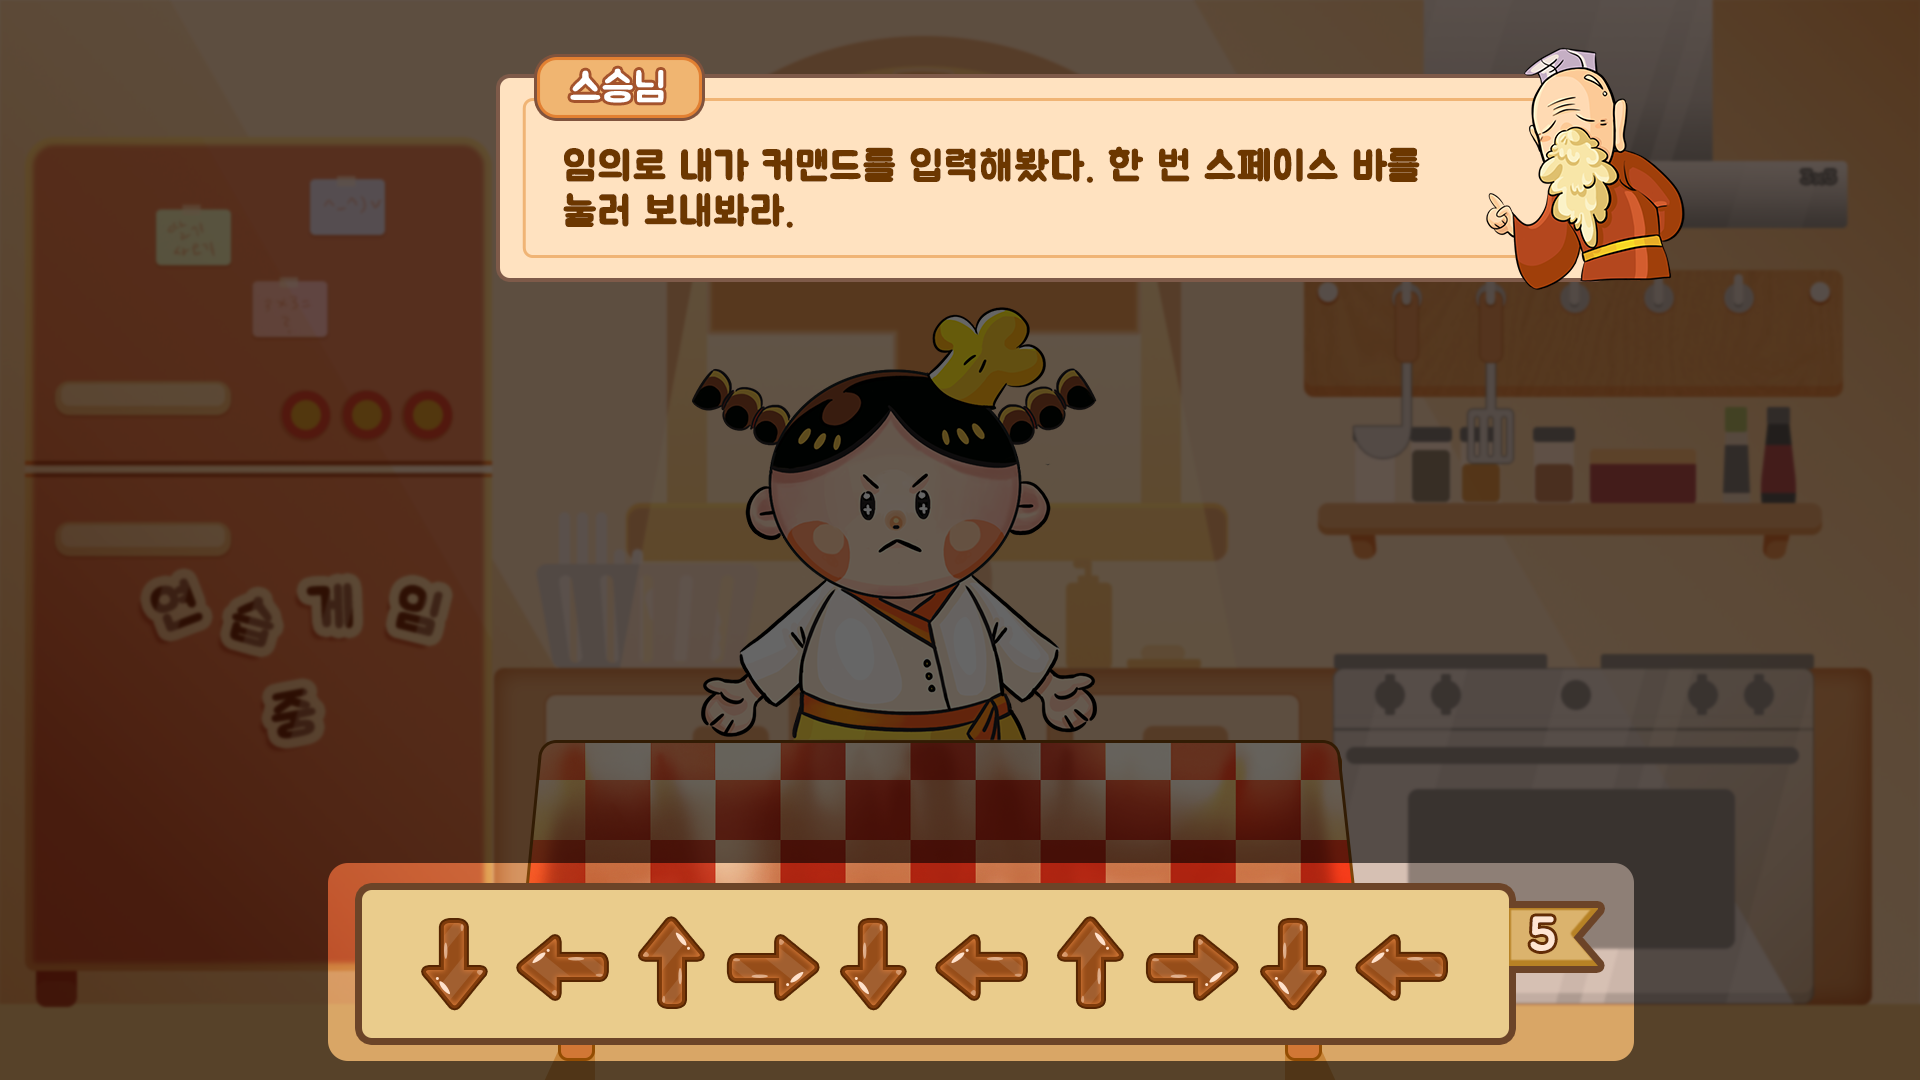 스승님
임의로 내가 커맨드를 입력해봤다. 한 번 스페이스 바를
눌러 보내봐라.
연습게임
중
5